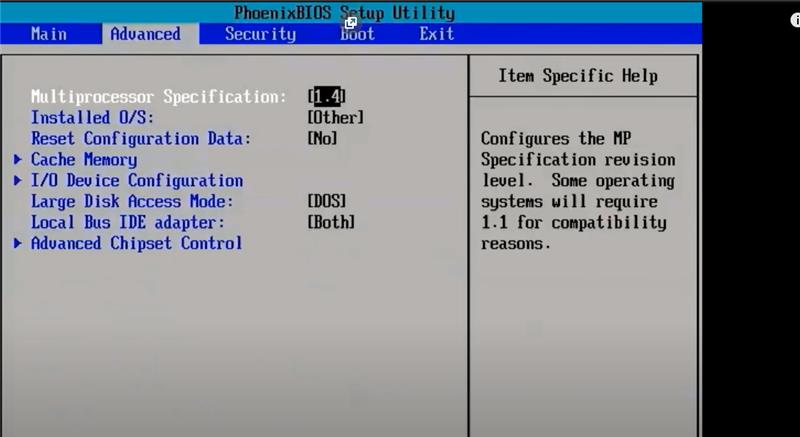 PhoenixBIOS Setup Utility
Main Advanced Security Boot Exit
Item Specific Help
Multiprocessor Specification: [1.4]
Installed O/S: [Other]
Reset Configuration Data: [No]
Cache Memory
I/O Device Configuration
Large Disk Access Mode: [DOS]
Local Bus IDE adapter: [Both]
Advanced Chipset Control
Configures the MP
Specification revision
level. Some operating
systems will require
1.1 for compatibility
reasons.